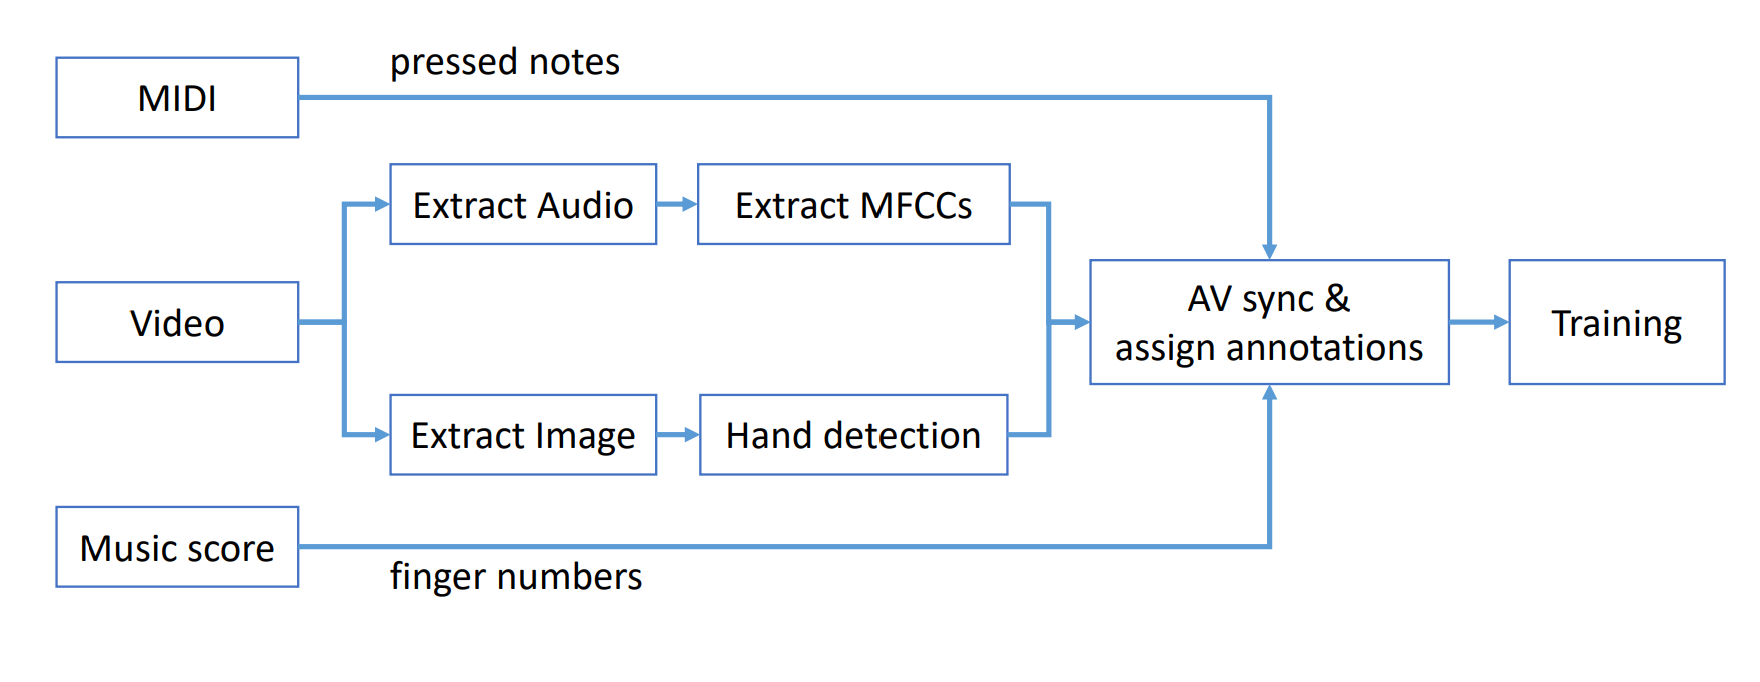 pressed notes
MIDI
Extract Audio
Extract MFCCs
Video
AV sync &
assign annotations
Training
Extract Image
Hand detection
Music score
finger numbers